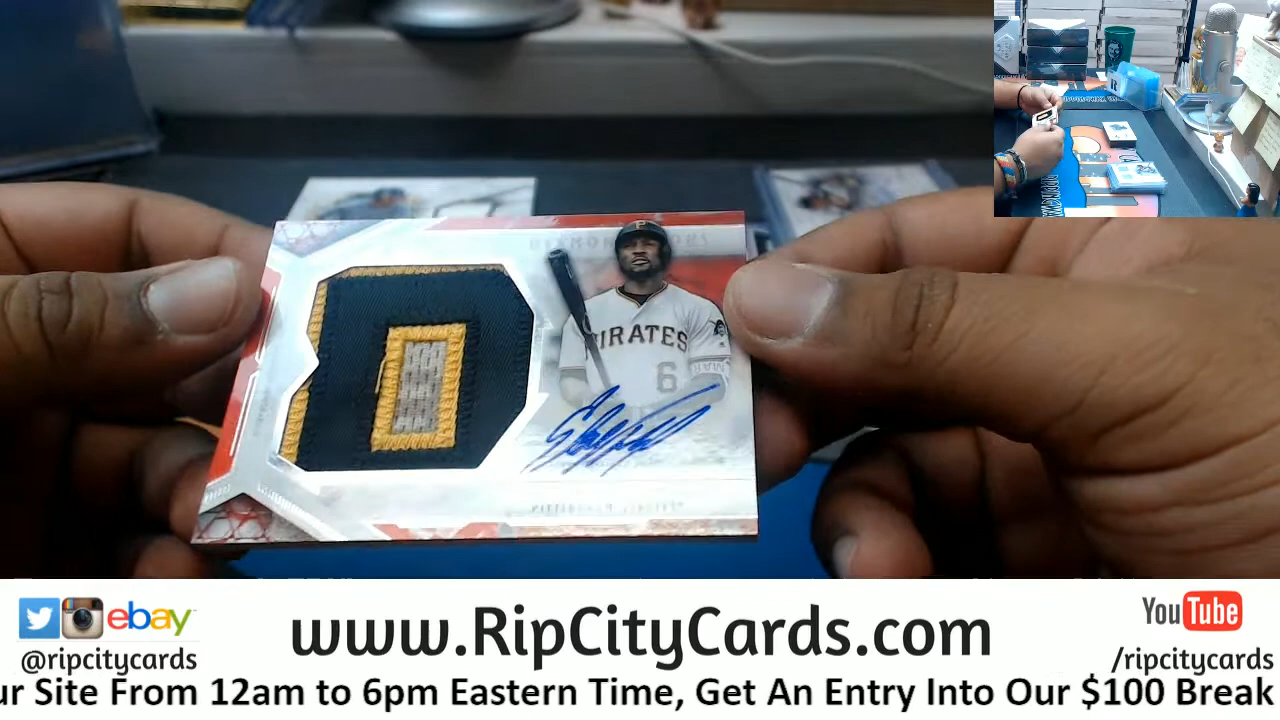 PIRATES
6
ebay
@ripcitycards
www.RipCityCards.com
YouTube
/ripcitycards
ur Site From 12am to 6pm Eastern Time, Get An Entry Into Our $100 Break